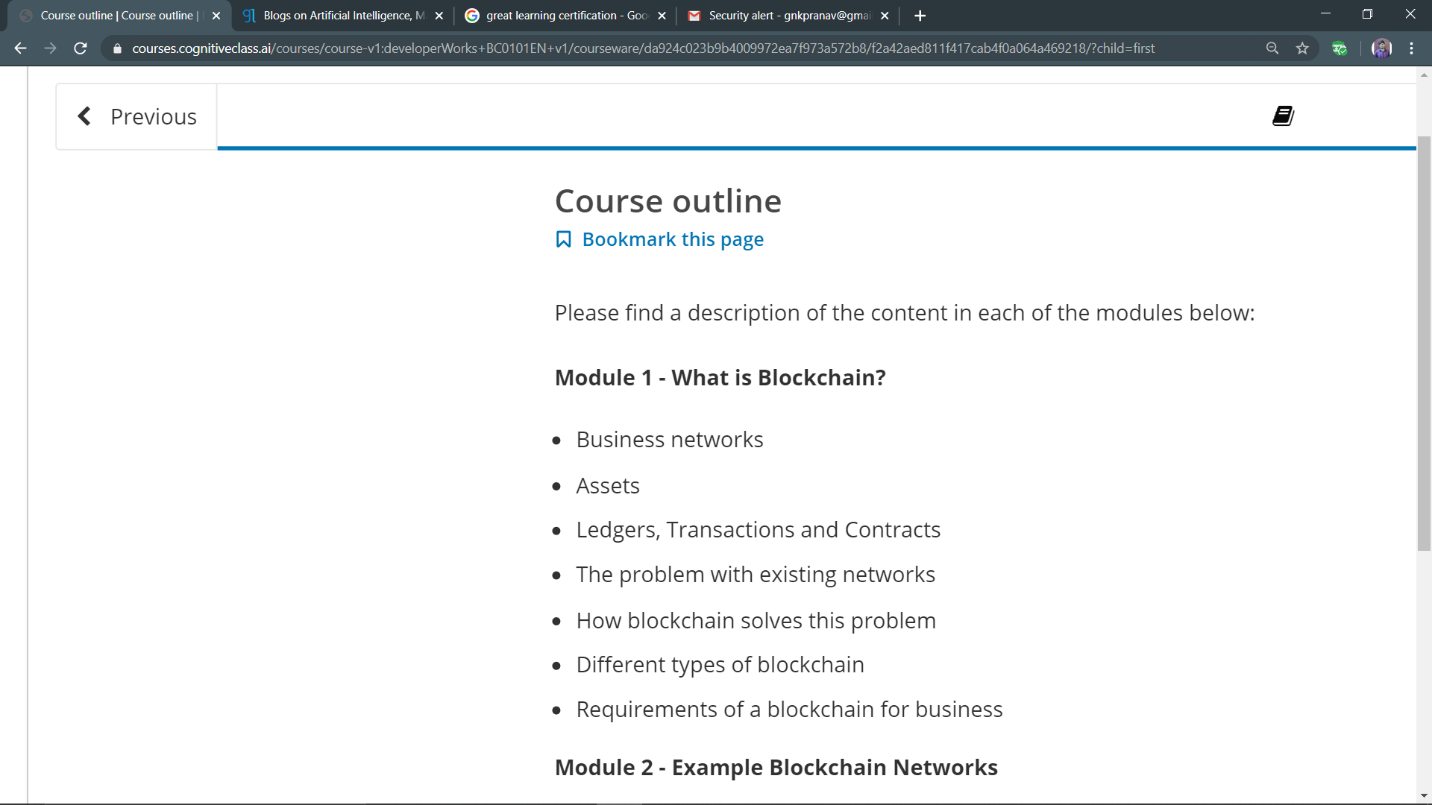 Course outline | Course outline |
Blogs on Artificial Intelligence, M
great learning certification - Goo
Security alert - gnkpranav@gmai
courses.cognitiveclass.ai/courses/course-v1:developerWorks+BC0101EN+v1/courseware/da924c023b9b4009972ea7f973a572b8/f2a42aed811f417cab4f0a064a469218/?child=first
Previous
Course outline
Bookmark this page
Please find a description of the content in each of the modules below:
Module 1 - What is Blockchain?
Business networks
Assets
Ledgers, Transactions and Contracts
The problem with existing networks
How blockchain solves this problem
Different types of blockchain
Requirements of a blockchain for business
Module 2 - Example Blockchain Networks